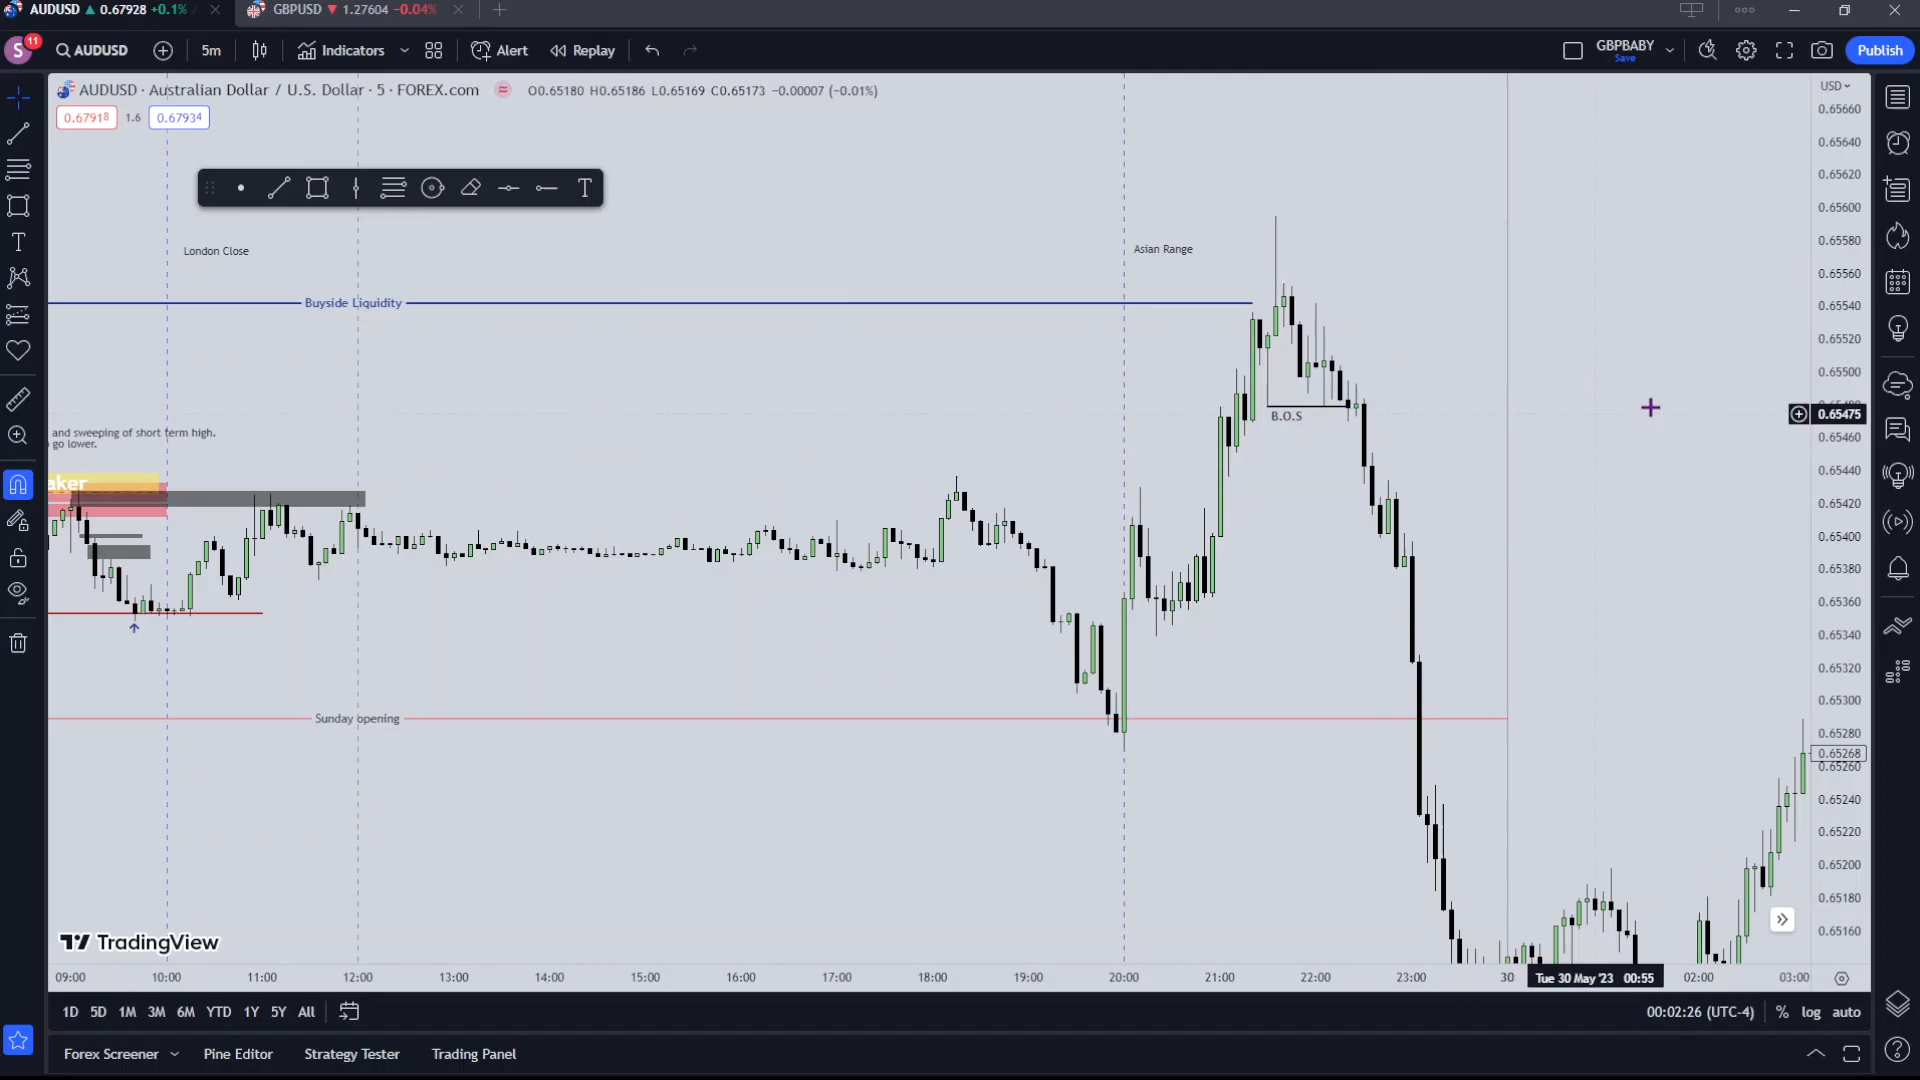 AUDUSD ▲ 0.67928 +0.1%
GBPUSD ▼ 1.27604 −0.04%
S 11
AUDUSD
5m
Indicators
Alert
Replay
GBPBABY
Save
Publish
AUDUSD · Australian Dollar / U.S. Dollar · 5 · FOREX.com
O0.65180 H0.65186 L0.65169 C0.65173 −0.00007 (−0.01%)
USD
0.67918 1.6 0.67934
London Close
Asian Range
Buyside Liquidity
B.O.S
and sweeping of short term high.
go lower.
aker
Sunday opening
TradingView
0.65660
0.65640
0.65620
0.65600
0.65580
0.65560
0.65540
0.65520
0.65500
0.65475
0.65460
0.65440
0.65420
0.65400
0.65380
0.65360
0.65340
0.65320
0.65300
0.65280
0.65268
0.65260
0.65240
0.65220
0.65200
0.65180
0.65160
09:00 10:00 11:00 12:00 13:00 14:00 15:00 16:00 17:00 18:00 19:00 20:00 21:00 22:00 23:00 30 Tue 30 May '23 00:55 02:00 03:00
1D 5D 1M 3M 6M YTD 1Y 5Y All
00:02:26 (UTC-4) % log auto
Forex Screener Pine Editor Strategy Tester Trading Panel